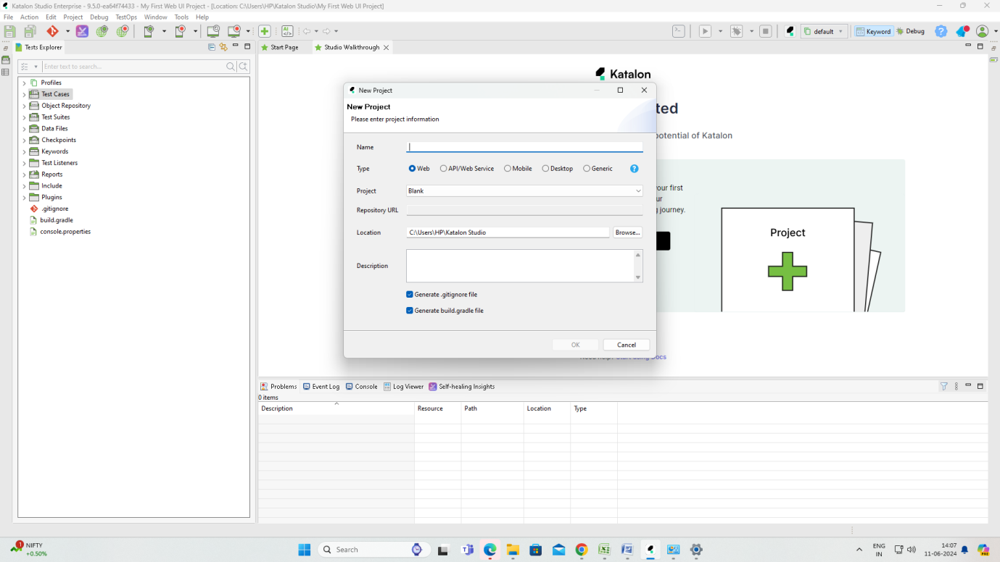 Katalon Studio Enterprise - 9.5.0-ea64f74433 - My First Web UI Project - [Location: C:\Users\HP\Katalon Studio\My First Web UI Project]
File Action Edit Project Debug TestOps Window Tools Help
default Keyword Debug
Tests Explorer
Start Page Studio Walkthrough
Enter text to search...
Profiles
Test Cases
Object Repository
Test Suites
Data Files
Checkpoints
Keywords
Test Listeners
Reports
Include
Plugins
.gitignore
build.gradle
console.properties
Katalon
ted
potential of Katalon
your first
ur
journey.
Project
Start using Docs
New Project
New Project
Please enter project information
Name
Type Web API/Web Service Mobile Desktop Generic ?
Project Blank
Repository URL
Location C:\Users\HP\Katalon Studio Browse...
Description
Generate .gitignore file
Generate build.gradle file
OK Cancel
Problems Event Log Console Log Viewer Self-healing Insights
0 items
Description Resource Path Location Type
1 NIFTY
+0.50%
Search
ENG
IN
14:07
11-06-2024
PRE